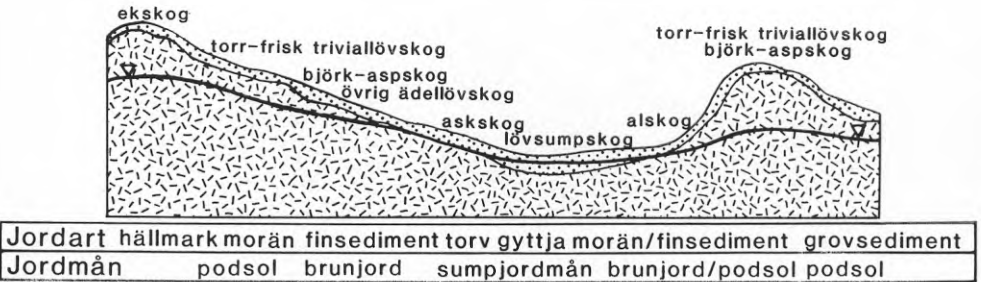 ekskog
torr-frisk triviallövskog
björk-aspskog
övrig ädellövskog
askskog
lövsumpskog
alskog
torr-frisk triviallövskog
björk-aspskog
Jordart hällmark morän finsediment torv gyttja morän/finsediment grovsediment
Jordmån podsol brunjord sumpjordmån brunjord/podsol podsol